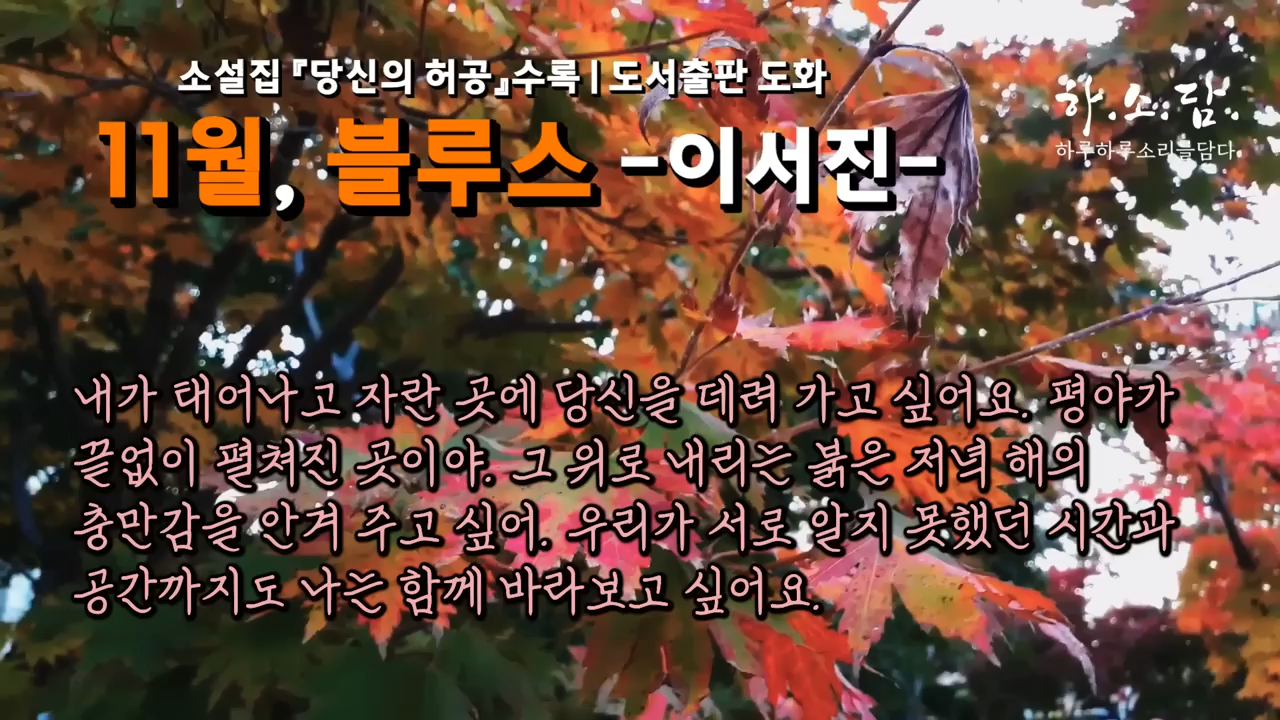 소설집 『당신의 허공』수록 | 도서출판 도화
11월, 블루스 -이서진-
하.소.담.
하루하루소리를담다
내가 태어나고 자란 곳에 당신을 데려 가고 싶어요. 평야가
끝없이 펼쳐진 곳이야. 그 위로 내리는 붉은 저녁 해의
충만감을 안겨 주고 싶어. 우리가 서로 알지 못했던 시간과
공간까지도 나는 함께 바라보고 싶어요.